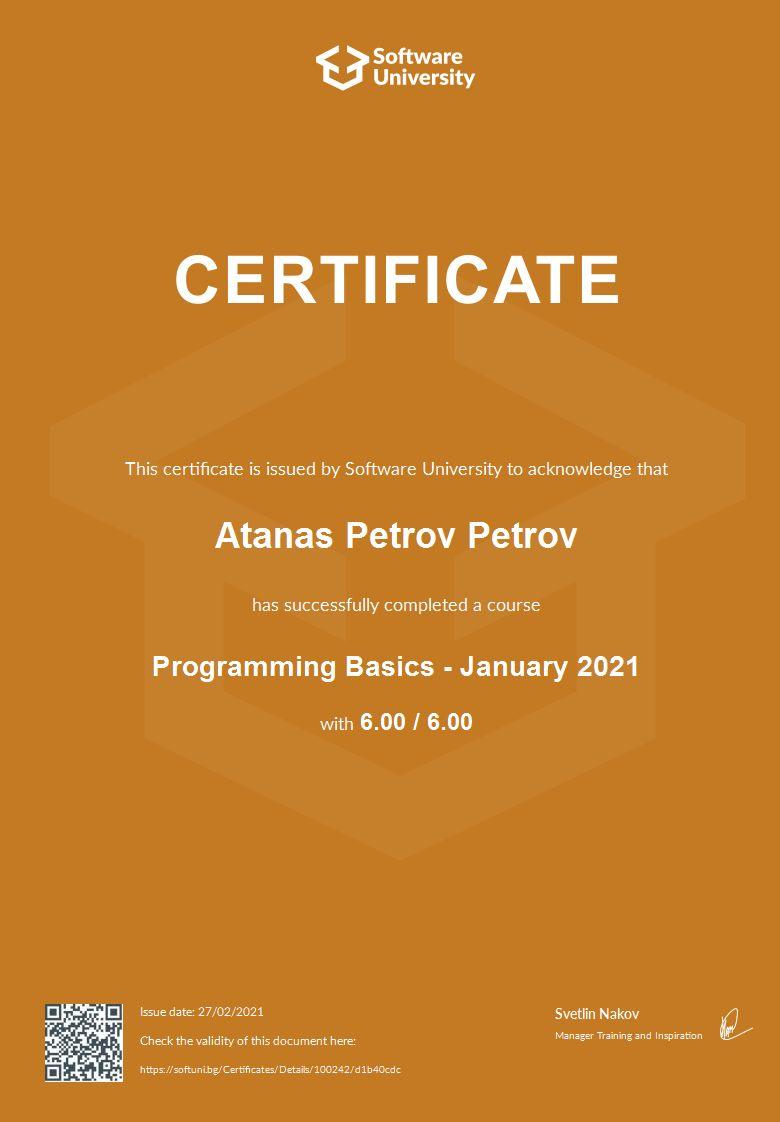 Software
University
CERTIFICATE
This certificate is issued by Software University to acknowledge that
Atanas Petrov Petrov
has successfully completed a course
Programming Basics - January 2021
with 6.00 / 6.00
Issue date: 27/02/2021
Check the validity of this document here:
https://softuni.bg/Certificates/Details/100242/d1b40cdc
Svetlin Nakov
Manager Training and Inspiration